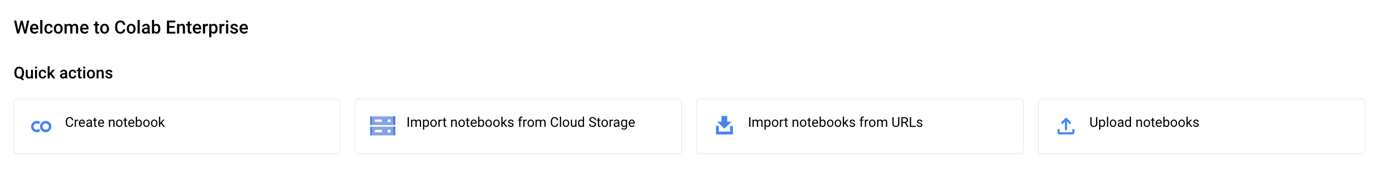 Welcome to Colab Enterprise
Quick actions
Create notebook
Import notebooks from Cloud Storage
Import notebooks from URLs
Upload notebooks